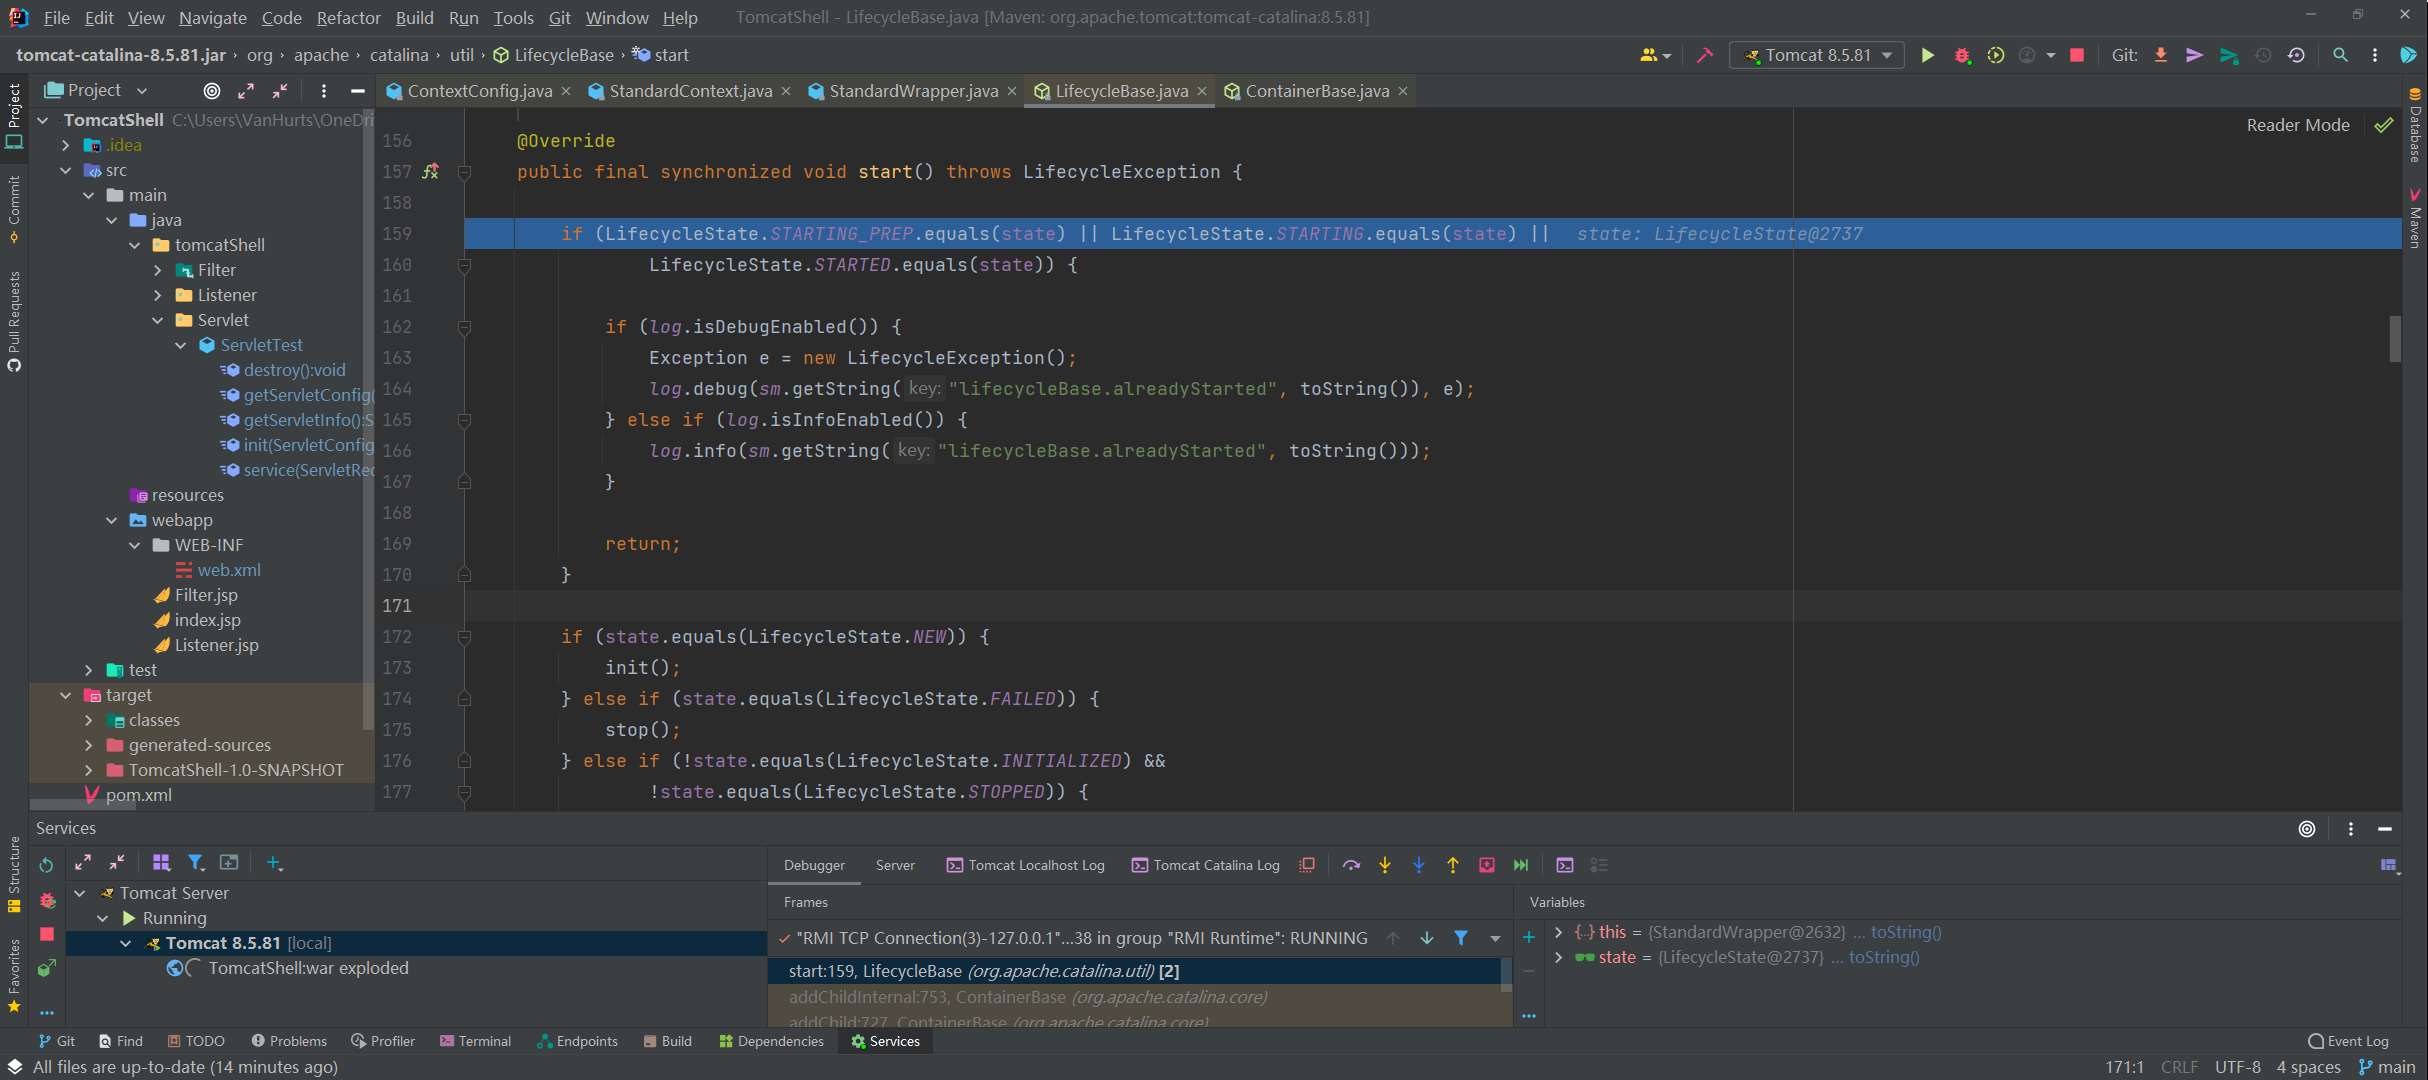 File Edit View Navigate Code Refactor Build Run Tools Git Window Help TomcatShell - LifecycleBase.java [Maven: org.apache.tomcat:tomcat-catalina:8.5.81]
tomcat-catalina-8.5.81.jar › org › apache › catalina › util › LifecycleBase › start Tomcat 8.5.81 Git:
Project ContextConfig.java StandardContext.java StandardWrapper.java LifecycleBase.java ContainerBase.java
Project
Commit
Pull Requests
Structure
Favorites
TomcatShell C:\Users\VanHurts\OneDri
.idea
src
main
java
tomcatShell
Filter
Listener
Servlet
ServletTest
destroy():void
getServletConfig(
getServletInfo():S
init(ServletConfig
service(ServletReq
resources
webapp
WEB-INF
web.xml
Filter.jsp
index.jsp
Listener.jsp
test
target
classes
generated-sources
TomcatShell-1.0-SNAPSHOT
pom.xml
Reader Mode
156 @Override
157 public final synchronized void start() throws LifecycleException {
158
159 if (LifecycleState.STARTING_PREP.equals(state) || LifecycleState.STARTING.equals(state) || state: LifecycleState@2737
160 LifecycleState.STARTED.equals(state)) {
161
162 if (log.isDebugEnabled()) {
163 Exception e = new LifecycleException();
164 log.debug(sm.getString( key: "lifecycleBase.alreadyStarted", toString()), e);
165 } else if (log.isInfoEnabled()) {
166 log.info(sm.getString( key: "lifecycleBase.alreadyStarted", toString()));
167 }
168
169 return;
170 }
171
172 if (state.equals(LifecycleState.NEW)) {
173 init();
174 } else if (state.equals(LifecycleState.FAILED)) {
175 stop();
176 } else if (!state.equals(LifecycleState.INITIALIZED) &&
177 !state.equals(LifecycleState.STOPPED)) {
Database
Maven
Services
Tomcat Server
Running
Tomcat 8.5.81 [local]
TomcatShell:war exploded
Debugger Server Tomcat Localhost Log Tomcat Catalina Log
Frames
"RMI TCP Connection(3)-127.0.0.1"...38 in group "RMI Runtime": RUNNING
start:159, LifecycleBase (org.apache.catalina.util) [2]
addChildInternal:753, ContainerBase (org.apache.catalina.core)
addChild:727, ContainerBase (org.apache.catalina.core)
Variables
this = {StandardWrapper@2632} ... toString()
state = {LifecycleState@2737} ... toString()
Git Find TODO Problems Profiler Terminal Endpoints Build Dependencies Services Event Log
All files are up-to-date (14 minutes ago) 171:1 CRLF UTF-8 4 spaces main